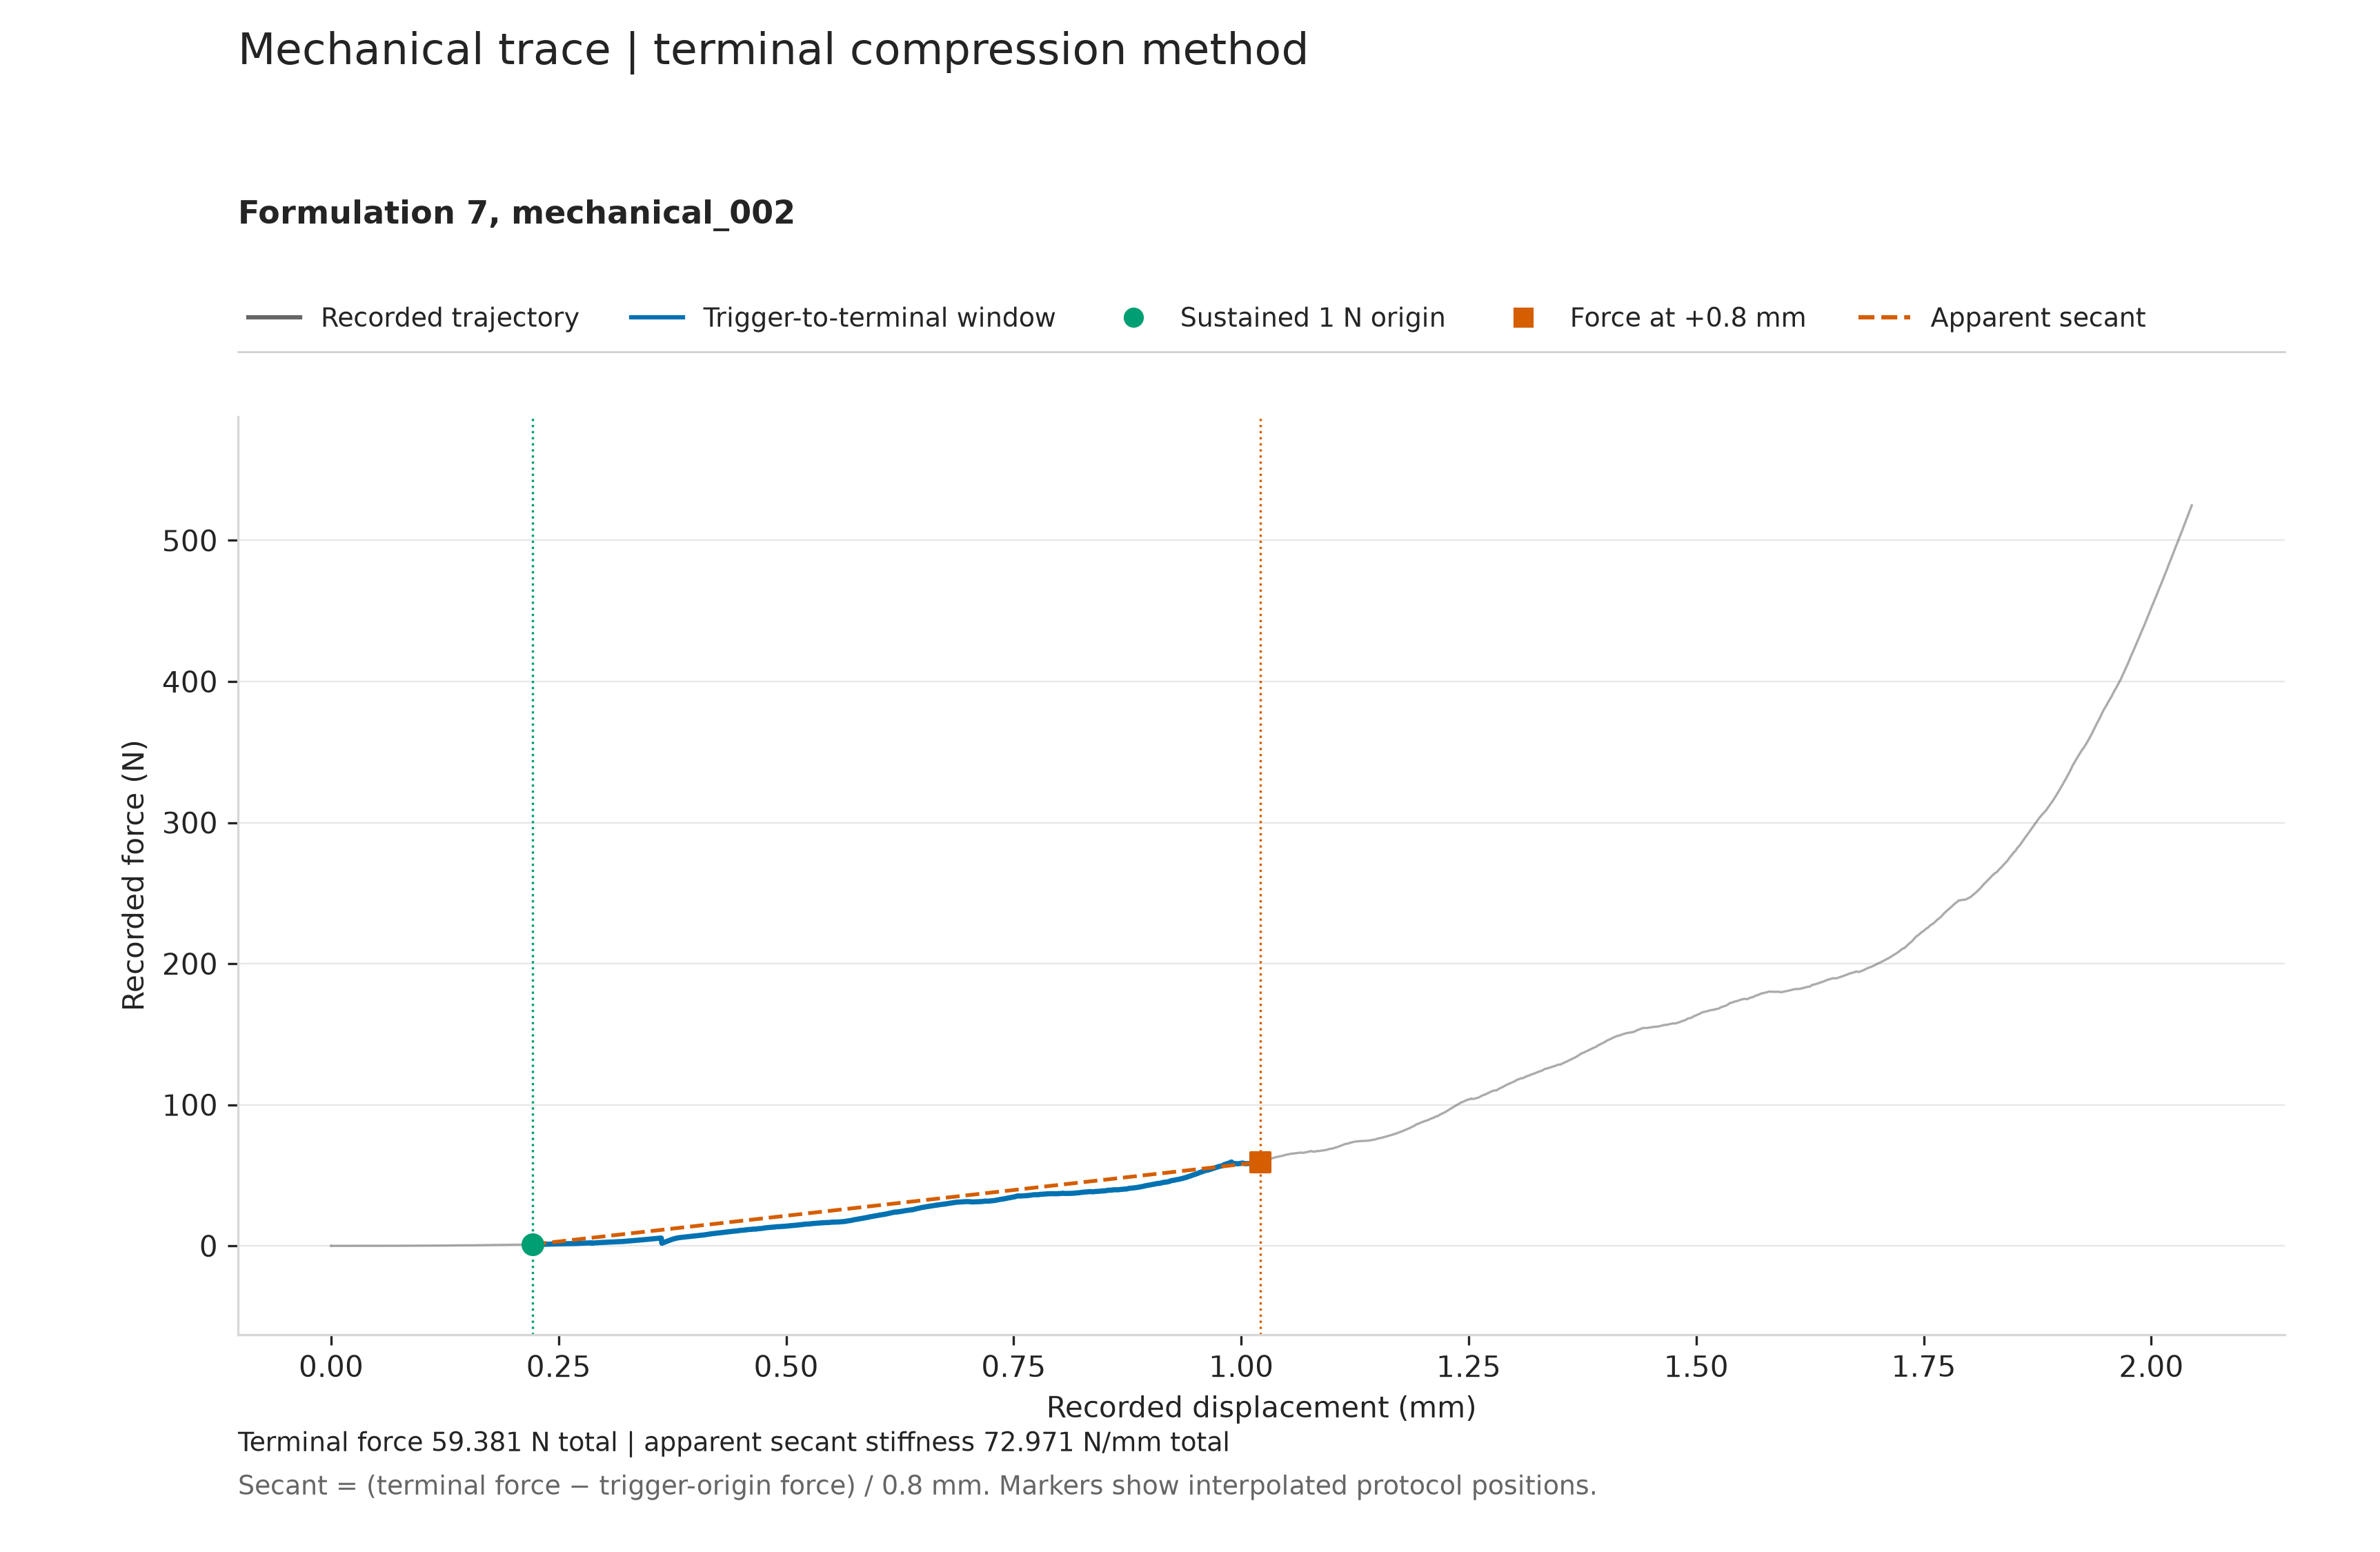 Mechanical trace | terminal compression method
Formulation 7, mechanical_002
Recorded trajectory
Trigger-to-terminal window
Sustained 1 N origin
Force at +0.8 mm
Apparent secant
500
400
300
200
100
0
Recorded force (N)
0.00
0.25
0.50
0.75
1.00
1.25
1.50
1.75
2.00
Recorded displacement (mm)
Terminal force 59.381 N total | apparent secant stiffness 72.971 N/mm total
Secant = (terminal force − trigger-origin force) / 0.8 mm. Markers show interpolated protocol positions.